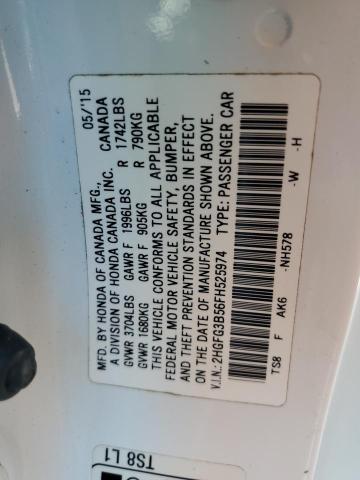 MFD. BY HONDA OF CANADA MFG., 05/'15
A DIVISION OF HONDA CANADA INC. CANADA
GVWR 3704LBS GAWR F 1996LBS R 1742LBS
GVWR 1680KG GAWR F 905KG R 790KG
THIS VEHICLE CONFORMS TO ALL APPLICABLE
FEDERAL MOTOR VEHICLE SAFETY, BUMPER,
AND THEFT PREVENTION STANDARDS IN EFFECT
ON THE DATE OF MANUFACTURE SHOWN ABOVE.
V.I.N.: 2HGFG3B56FH525974 TYPE: PASSENGER CAR
TS8 F AK6 -NH578 -W -H
TS8 L1